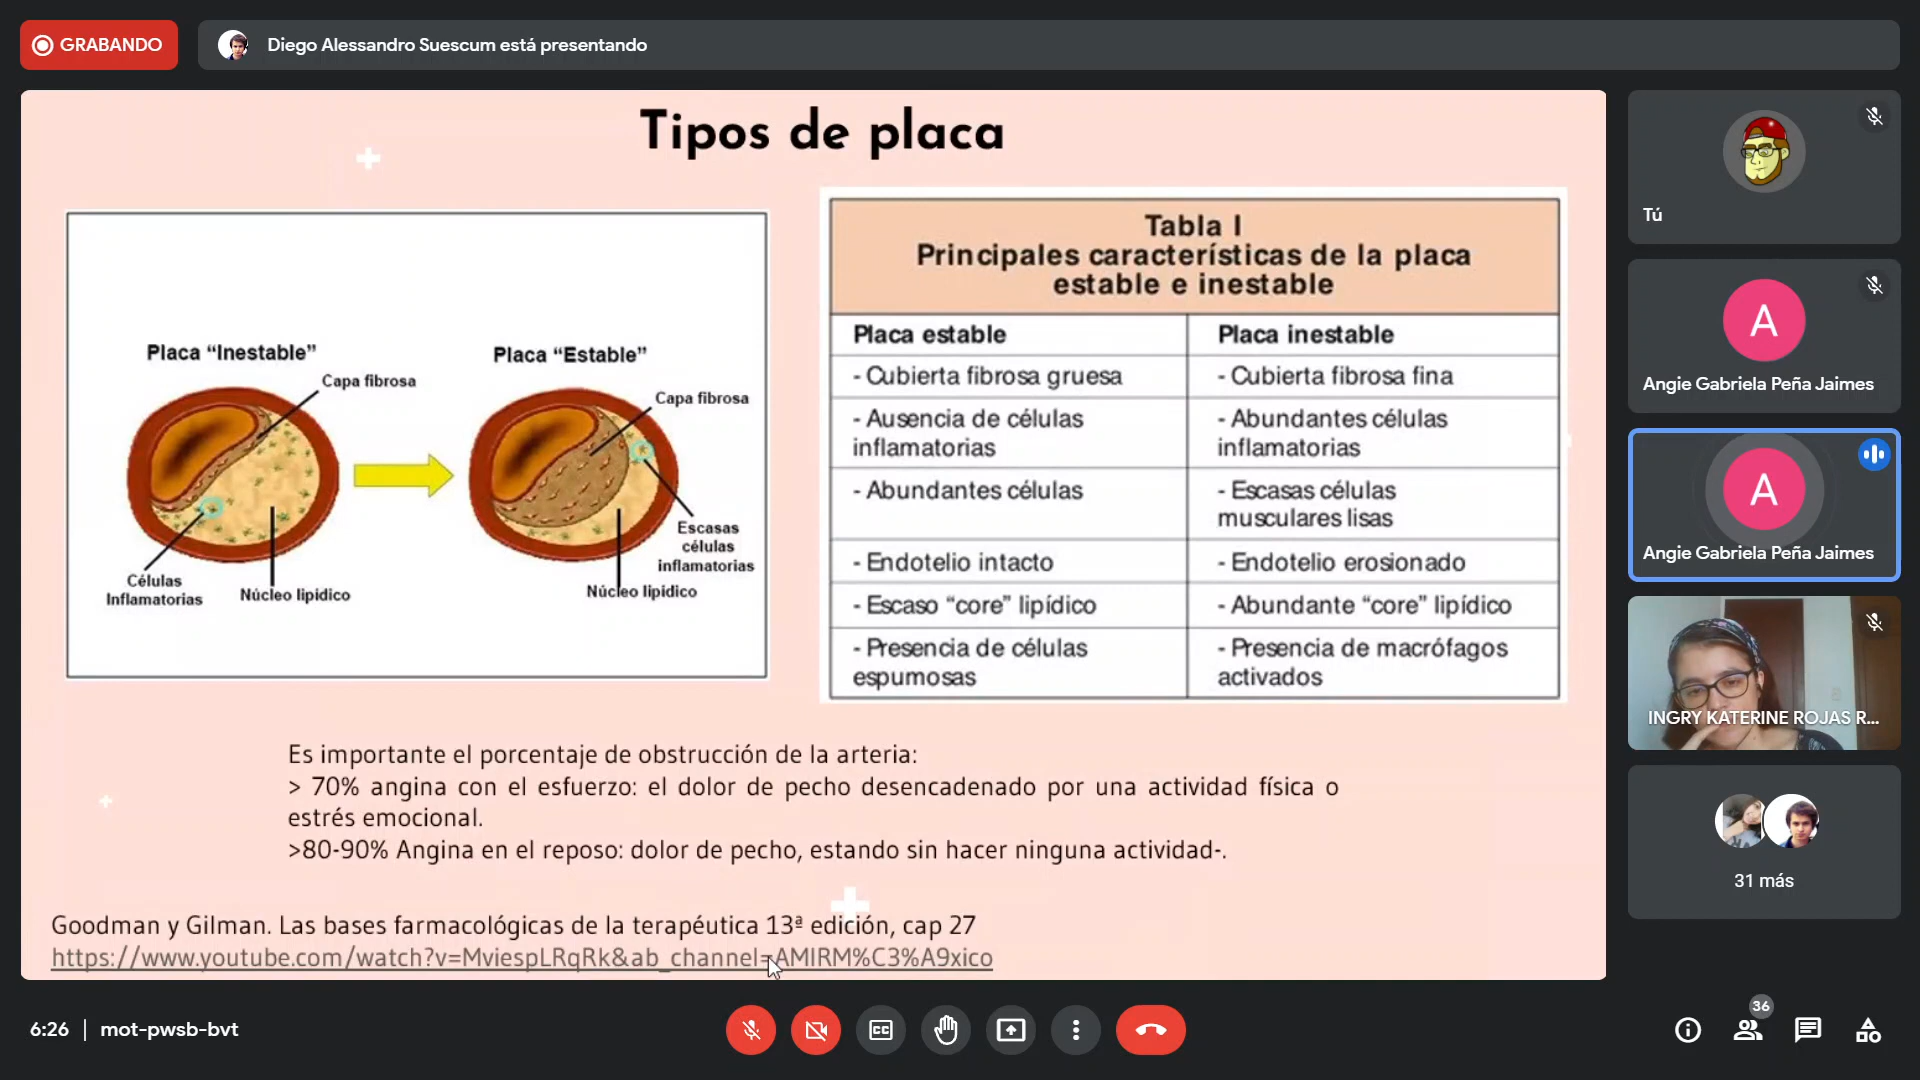 GRABANDO
Diego Alessandro Suescum está presentando
Tipos de placa
Placa “Inestable”
Capa fibrosa
Células
Inflamatorias
Núcleo lipídico
Placa “Estable”
Capa fibrosa
Escasas
células
inflamatorias
Núcleo lipídico
Tabla I
Principales características de la placa
estable e inestable
Placa estable
Placa inestable
- Cubierta fibrosa gruesa
- Cubierta fibrosa fina
- Ausencia de células
inflamatorias
- Abundantes células
inflamatorias
- Abundantes células
- Escasas células
musculares lisas
- Endotelio intacto
- Endotelio erosionado
- Escaso “core” lipídico
- Abundante “core” lipídico
- Presencia de células
espumosas
- Presencia de macrófagos
activados
Es importante el porcentaje de obstrucción de la arteria:
> 70% angina con el esfuerzo: el dolor de pecho desencadenado por una actividad física o
estrés emocional.
>80-90% Angina en el reposo: dolor de pecho, estando sin hacer ninguna actividad-.
Goodman y Gilman. Las bases farmacológicas de la terapéutica 13ª edición, cap 27
https://www.youtube.com/watch?v=MviespLRqRk&ab_channel=AMIRM%C3%A9xico
Tú
A
Angie Gabriela Peña Jaimes
A
Angie Gabriela Peña Jaimes
INGRY KATERINE ROJAS R...
31 más
6:26 | mot-pwsb-bvt
CC
36